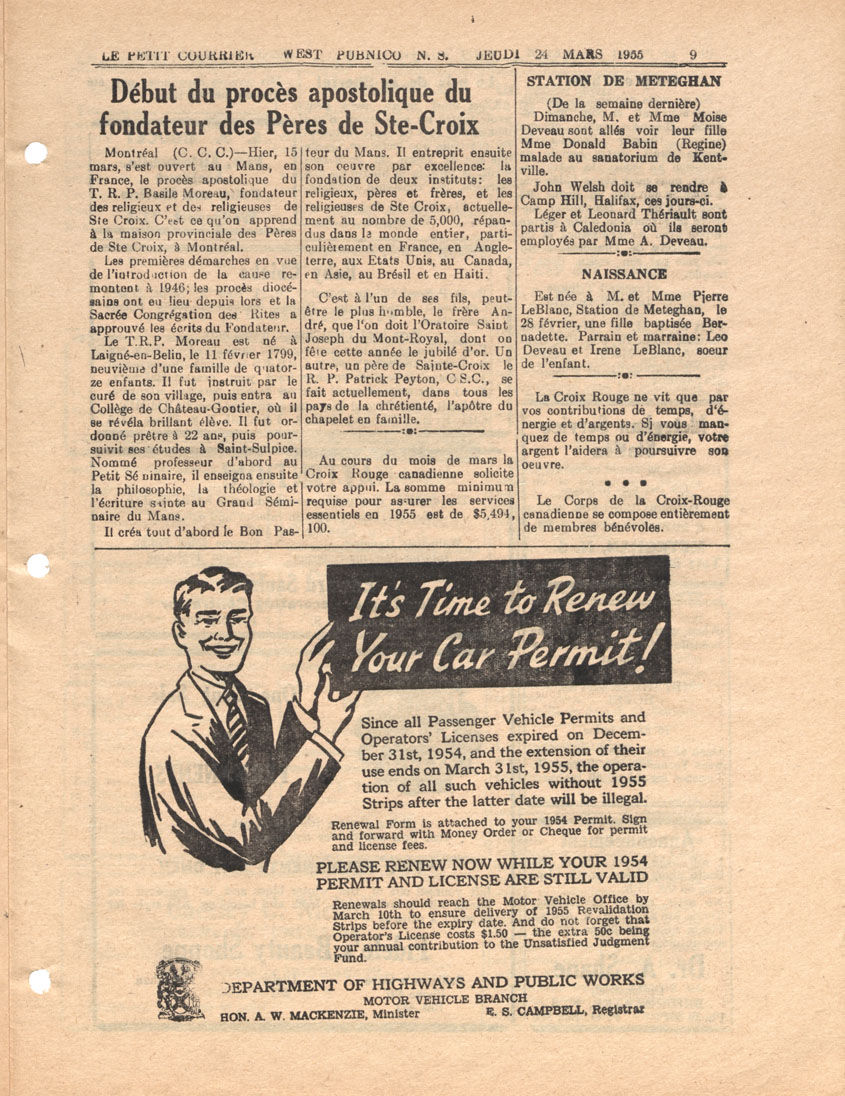 LE PETIT COURRIER WEST PUBNICO N. S. JEUDI 24 MARS 1955 9
Début du procès apostolique du
fondateur des Pères de Ste-Croix
Montréal (C. C. C.)—Hier, 15
mars, s'est ouvert au Mans, en
France, le procès apostolique du
T. R. P. Basile Moreau, fondateur
des religieux et des religieuses de
Ste Croix. C'est ce qu'on apprend
à la maison provinciale des Pères
de Ste Croix, à Montréal.
Les premières démarches en vue
de l'introduction de la cause re-
montent à 1946; les procès diocé-
sains ont eu lieu depuis lors et la
Sacrée Congrégation des Rites a
approuvé les écrits du Fondateur.
Le T.R.P. Moreau est né à
Laigné-en-Belin, le 11 février 1799,
neuvième d'une famille de quator-
ze enfants. Il fut instruit par le
curé de son village, puis entra au
Collège de Château-Gontier, où il
se révéla brillant élève. Il fut or-
donné prêtre à 22 ans, puis pour-
suivit ses études à Saint-Sulpice.
Nommé professeur d'abord au
Petit Sé ninaire, il enseigna ensuite
la philosophie, la théologie et
l'écriture sainte au Grand Sémi-
naire du Mans.
Il créa tout d'abord le Bon Pas-
teur du Mans. Il entreprit ensuite
son oeuvre par excellence: la
fondation de deux instituts: les
religieux, pères et frères, et les
religieuses de Ste Croix, actuelle-
ment au nombre de 5,000, répan-
dus dans le monde entier, parti-
culièrement en France, en Angle-
terre, aux Etats Unis, au Canada,
en Asie, au Brésil et en Haiti.
C'est à l'un de ses fils, peut-
être le plus humble, le frère An-
dré, que l'on doit l'Oratoire Saint
Joseph du Mont-Royal, dont on
fête cette année le jubilé d'or. Un
autre, un père de Sainte-Croix le
R. P. Patrick Peyton, C S.C., se
fait actuellement, dans tous les
pays de la chrétienté, l'apôtre du
chapelet en famille.
Au cours du mois de mars la
Croix Rouge canadienne solicite
votre appui. La somme minimum
requise pour assurer les services
essentiels en 1955 est de $5,494,
100.
STATION DE METEGHAN
(De la semaine dernière)
Dimanche, M. et Mme Moise
Deveau sont allés voir leur fille
Mme Donald Babin (Regine)
malade au sanatorium de Kent-
ville.
John Welsh doit se rendre à
Camp Hill, Halifax, ces jours-ci.
Léger et Leonard Thériault sont
partis à Caledonia où ils seront
employés par Mme A. Deveau.
NAISSANCE
Est née à M. et Mme Pierre
LeBlanc, Station de Meteghan, le
28 février, une fille baptisée Ber-
nadette. Parrain et marraine: Leo
Deveau et Irene LeBlanc, soeur
de l'enfant.
La Croix Rouge ne vit que par
vos contributions de temps, d'é-
nergie et d'argents. Si vous man-
quez de temps ou d'énergie, votre
argent l'aidera à poursuivre son
oeuvre.
Le Corps de la Croix-Rouge
canadienne se compose entièrement
de membres bénévoles.
It's Time to Renew
Your Car Permit!
Since all Passenger Vehicle Permits and
Operators' Licenses expired on Decem-
ber 31st, 1954, and the extension of their
use ends on March 31st, 1955, the opera-
tion of all such vehicles without 1955
Strips after the latter date will be illegal.
Renewal Form is attached to your 1954 Permit. Sign
and forward with Money Order or Cheque for permit
and license fees.
PLEASE RENEW NOW WHILE YOUR 1954
PERMIT AND LICENSE ARE STILL VALID
Renewals should reach the Motor Vehicle Office by
March 10th to ensure delivery of 1955 Revalidation
Strips before the expiry date. And do not forget that
Operator's License costs $1.50 — the extra 50c being
your annual contribution to the Unsatisfied Judgment
Fund.
DEPARTMENT OF HIGHWAYS AND PUBLIC WORKS
MOTOR VEHICLE BRANCH
HON. A. W. MACKENZIE, Minister E. S. CAMPBELL, Registrar